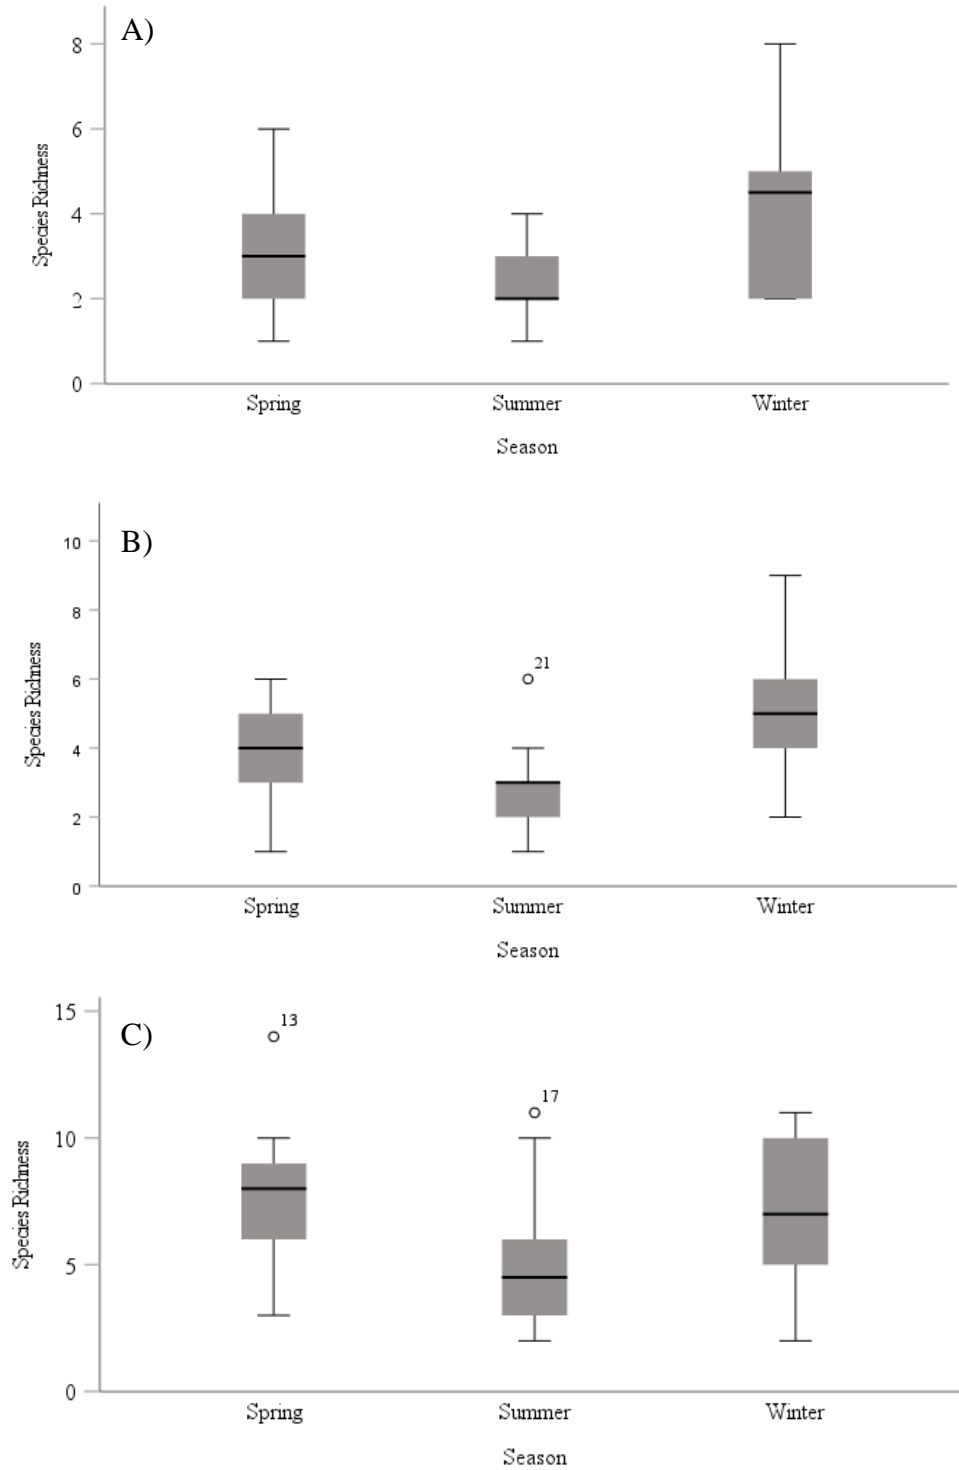 A)
8
6
4
2
0
Species Richness
Spring Summer Winter
Season
B)
10
8
6
4
2
0
Species Richness
21
Spring Summer Winter
Season
C)
15
10
5
0
Species Richness
13
17
Spring Summer Winter
Season